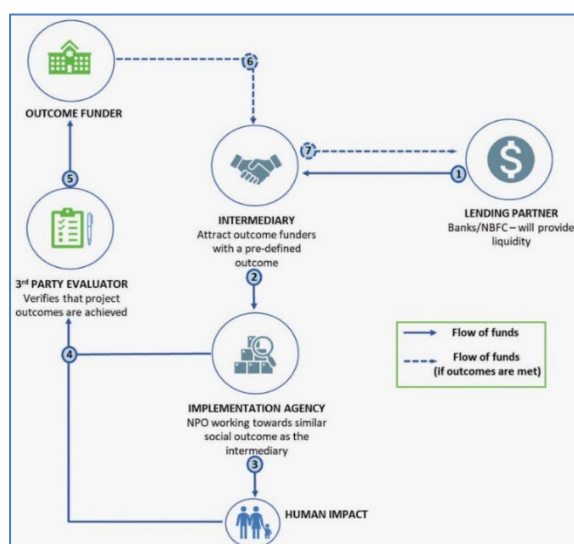 6
OUTCOME FUNDER
7
5
1
INTERMEDIARY
Attract outcome funders
with a pre-defined
outcome
LENDING PARTNER
Banks/NBFC – will provide
liquidity
3rd PARTY EVALUATOR
Verifies that project
outcomes are achieved
2
Flow of funds
Flow of funds
(if outcomes are met)
4
IMPLEMENTATION AGENCY
NPO working towards similar
social outcome as the
intermediary
3
HUMAN IMPACT